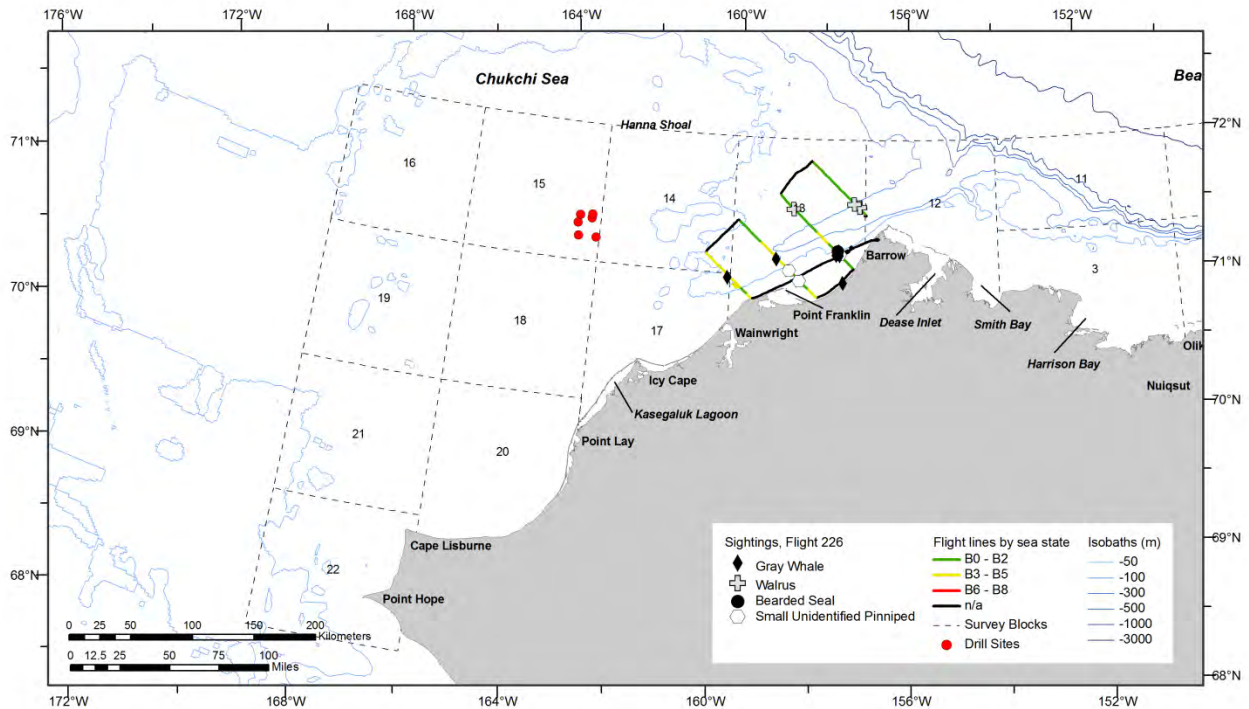 176°W 172°W 168°W 164°W 160°W 156°W 152°W
Chukchi Sea
Bea
Hanna Shoal
71°N
72°N
16
15
14
11
12
Barrow
71°N
3
70°N
19
18
17
Point Franklin
Wainwright
Dease Inlet
Smith Bay
Harrison Bay
Olik
Icy Cape
Nuiqsut
Kasegaluk Lagoon
70°N
69°N
21
20
Point Lay
Cape Lisburne
69°N
68°N
22
Point Hope
0 25 50 100 150 200
Kilometers
0 12.5 25 50 75 100
Miles
68°N
Sightings, Flight 226
Gray Whale
Walrus
Bearded Seal
Small Unidentified Pinniped
Flight lines by sea state
B0 - B2
B3 - B5
B6 - B8
n/a
Survey Blocks
Drill Sites
Isobaths (m)
-50
-100
-300
-500
-1000
-3000
172°W 168°W 166°W 164°W 162°W 160°W 158°W 156°W 154°W 152°W